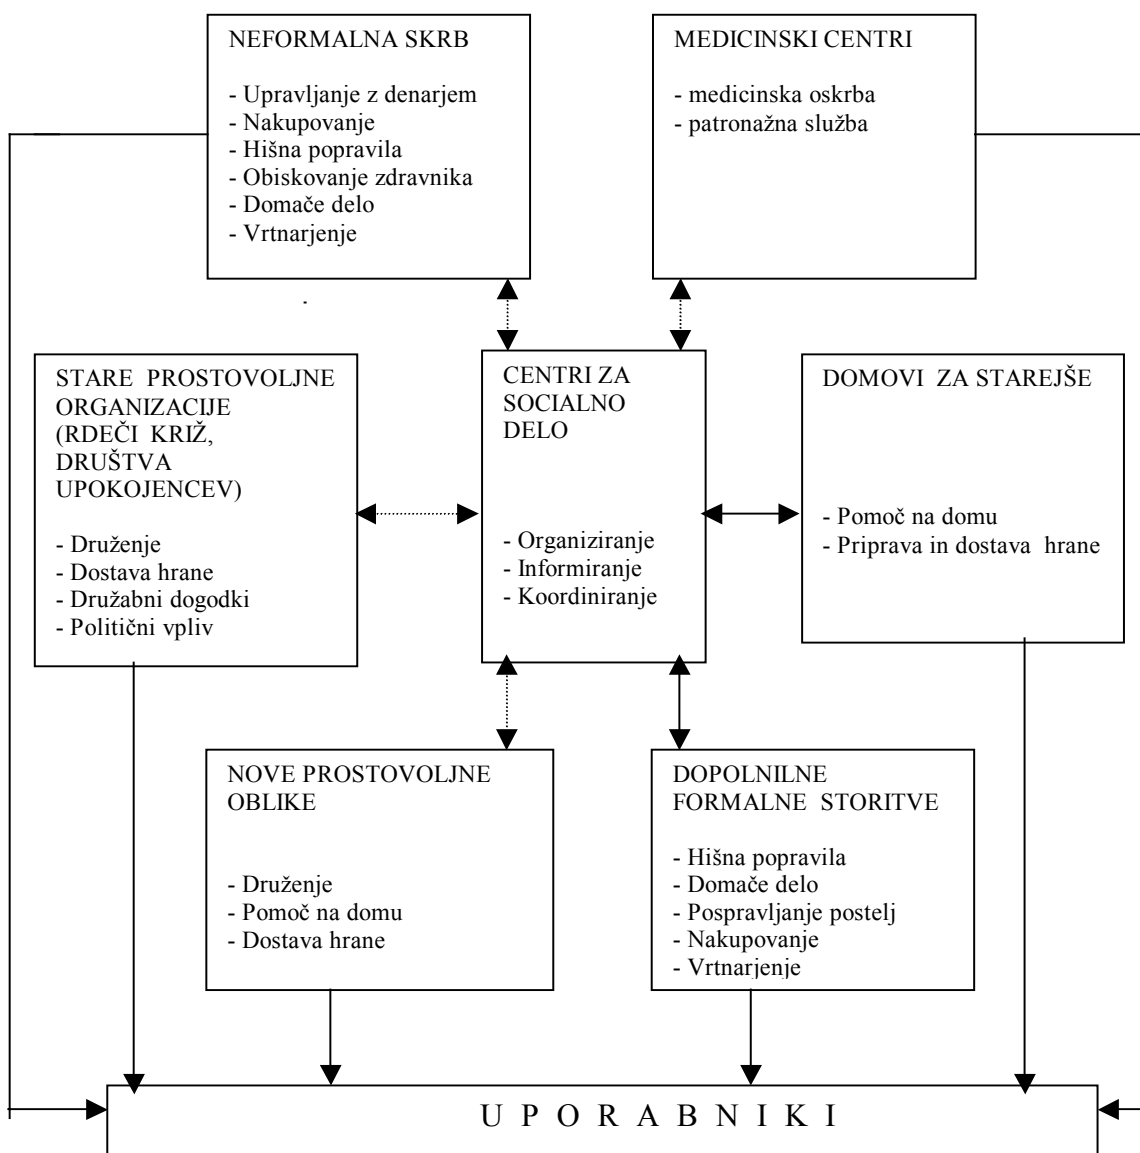 NEFORMALNA SKRB
- Upravljanje z denarjem
- Nakupovanje
- Hišna popravila
- Obiskovanje zdravnika
- Domače delo
- Vrtnarjenje
MEDICINSKI CENTRI
- medicinska oskrba
- patronažna služba
STARE PROSTOVOLJNE
ORGANIZACIJE
(RDEČI KRIŽ,
DRUŠTVA
UPOKOJENCEV)
- Druženje
- Dostava hrane
- Družabni dogodki
- Politični vpliv
CENTRI ZA
SOCIALNO
DELO
- Organiziranje
- Informiranje
- Koordiniranje
DOMOVI ZA STAREJŠE
- Pomoč na domu
- Priprava in dostava hrane
NOVE PROSTOVOLJNE
OBLIKE
- Druženje
- Pomoč na domu
- Dostava hrane
DOPOLNILNE
FORMALNE STORITVE
- Hišna popravila
- Domače delo
- Pospravljanje postelj
- Nakupovanje
- Vrtnarjenje
U P O R A B N I K I